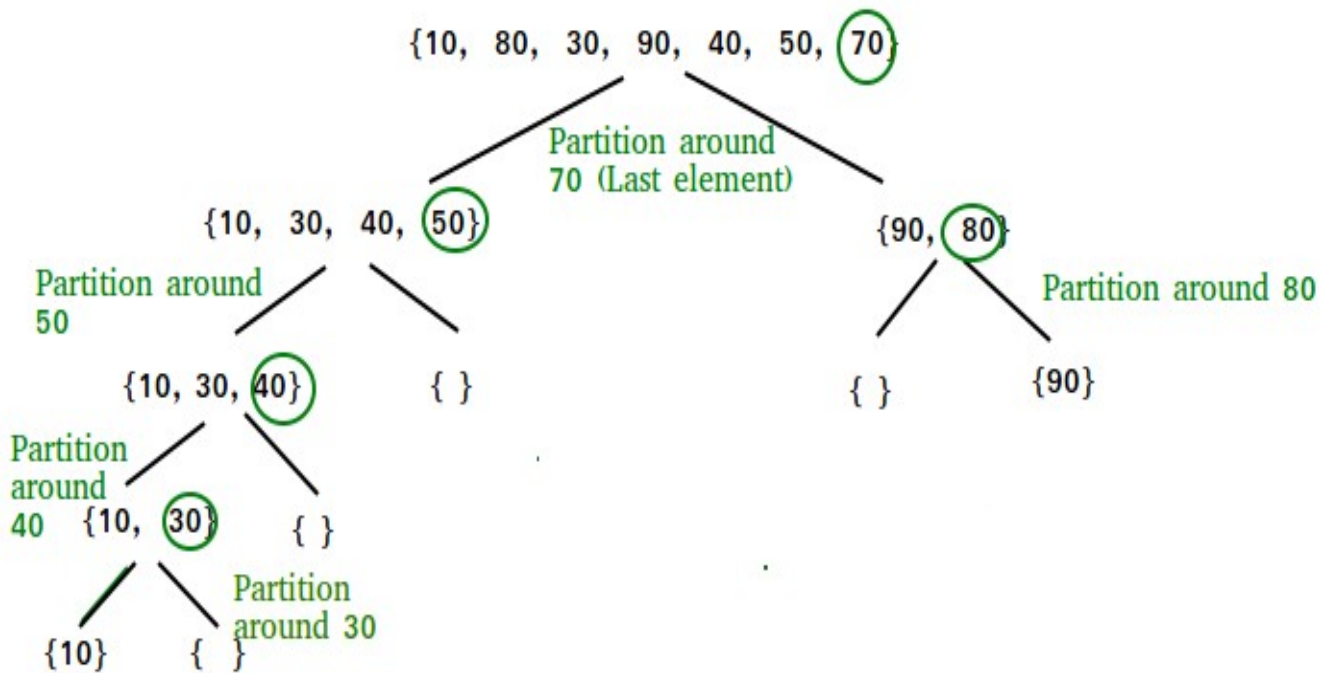 {10, 80, 30, 90, 40, 50, 70}
Partition around
70 (Last element)
{10, 30, 40, 50}
{90, 80}
Partition around
50
Partition around 80
{10, 30, 40}
{ }
{ }
{90}
Partition
around
40
{10, 30}
{ }
Partition
around 30
{10}
{ }